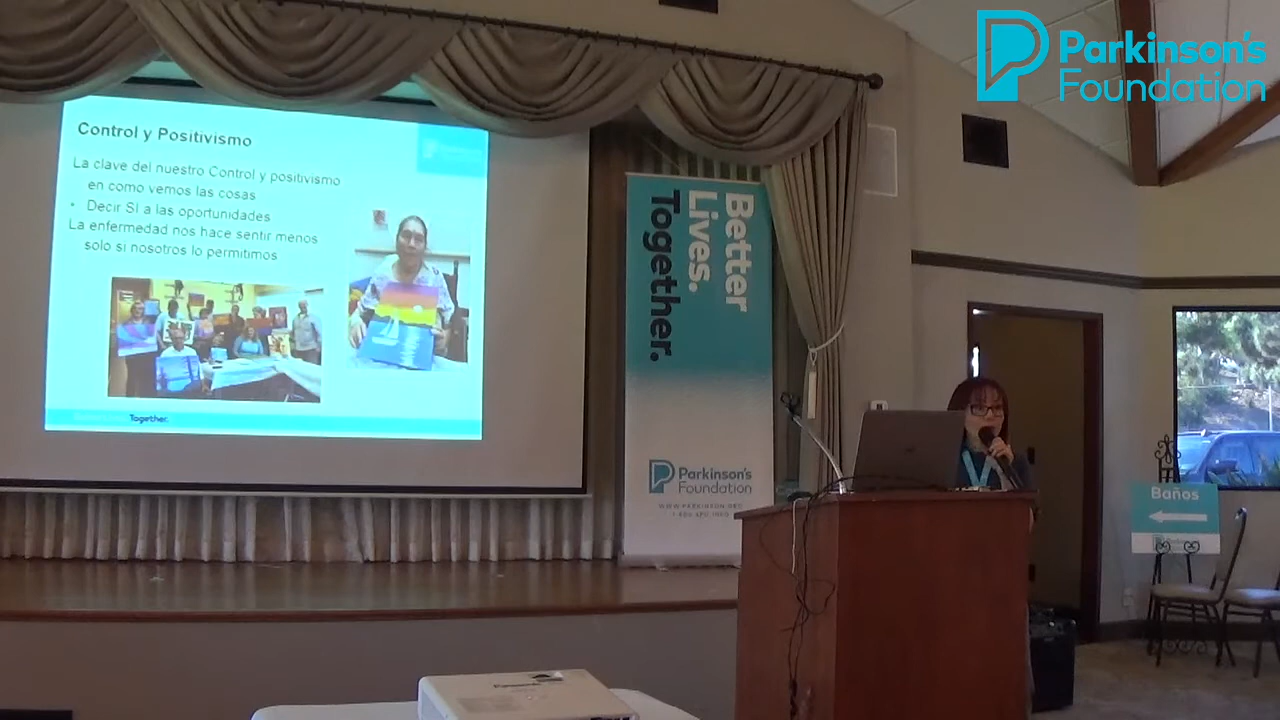 Parkinson's
Foundation
Control y Positivismo
La clave del nuestro Control y positivismo
en como vemos las cosas
• Decir SI a las oportunidades
La enfermedad nos hace sentir menos
solo si nosotros lo permitimos
Together.
Better
Lives.
Together.
Parkinson's
Foundation
WWW.PARKINSON.ORG
Baños